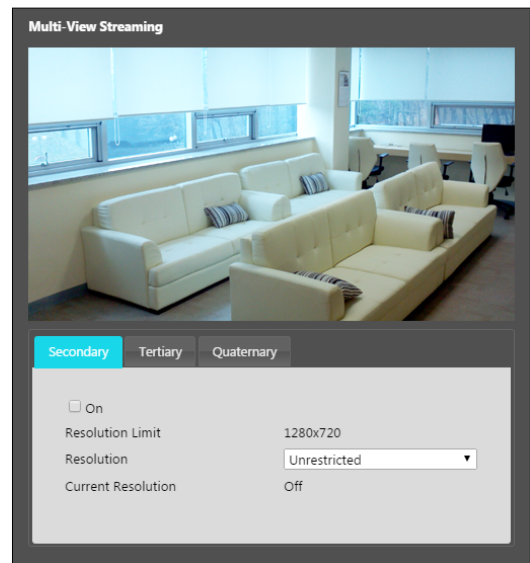 Multi-View Streaming
Secondary Tertiary Quaternary
On
Resolution Limit 1280x720
Resolution Unrestricted
Current Resolution Off